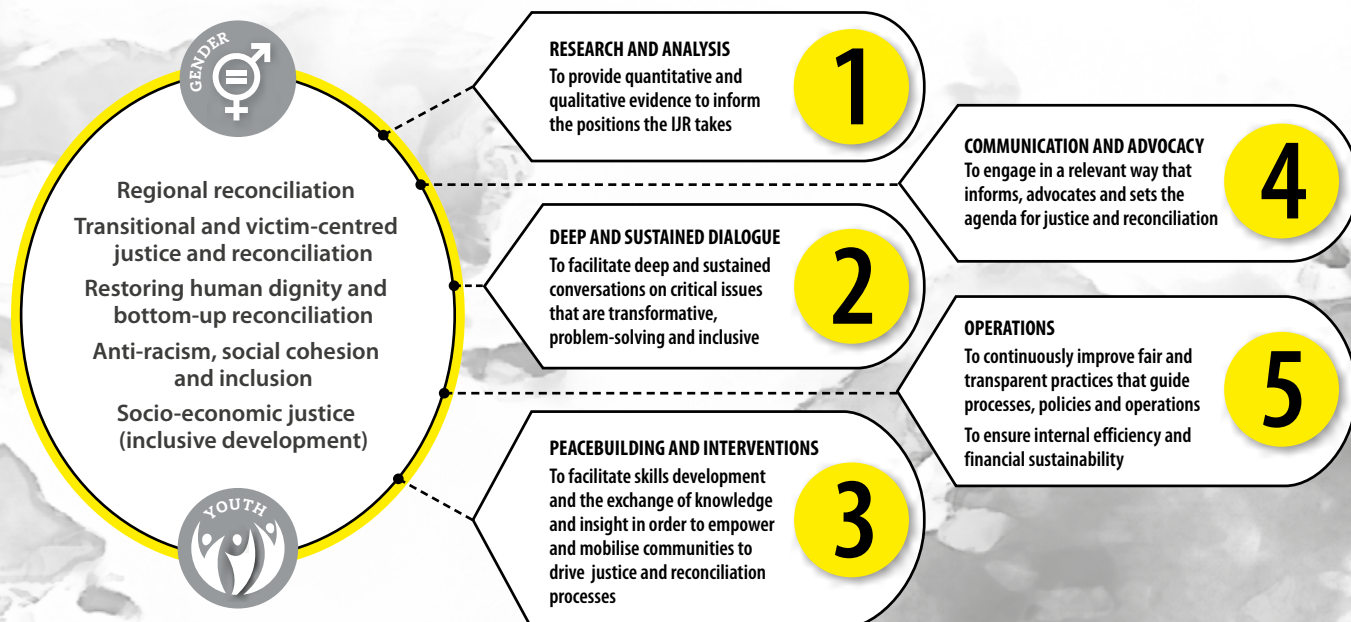 GENDER
Regional reconciliation
Transitional and victim-centred
justice and reconciliation
Restoring human dignity and
bottom-up reconciliation
Anti-racism, social cohesion
and inclusion
Socio-economic justice
(inclusive development)
YOUTH
RESEARCH AND ANALYSIS
To provide quantitative and
qualitative evidence to inform
the positions the IJR takes
1
DEEP AND SUSTAINED DIALOGUE
To facilitate deep and sustained
conversations on critical issues
that are transformative,
problem-solving and inclusive
2
PEACEBUILDING AND INTERVENTIONS
To facilitate skills development
and the exchange of knowledge
and insight in order to empower
and mobilise communities to
drive justice and reconciliation
processes
3
COMMUNICATION AND ADVOCACY
To engage in a relevant way that
informs, advocates and sets the
agenda for justice and reconciliation
4
OPERATIONS
To continuously improve fair and
transparent practices that guide
processes, policies and operations
To ensure internal efficiency and
financial sustainability
5